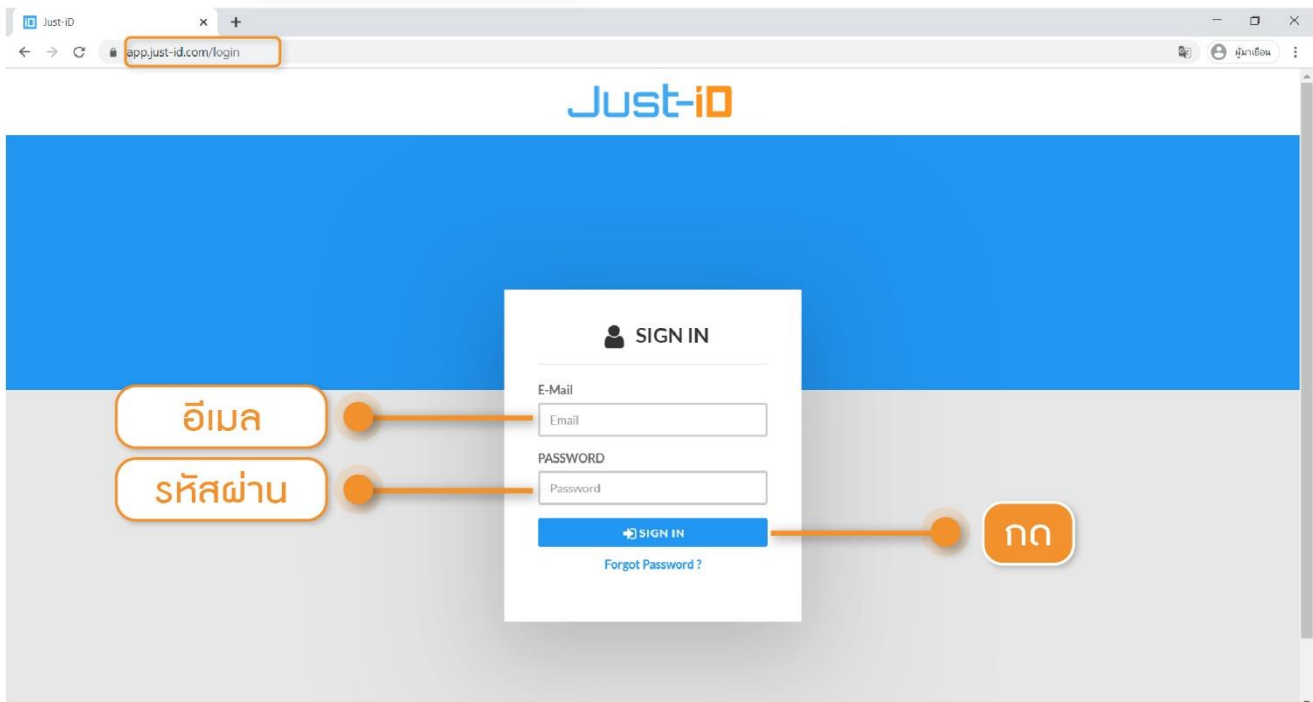 Just-iD
app.just-id.com/login
ผู้มาเยือน
Just-iD
SIGN IN
E-Mail
อีเมล
Email
PASSWORD
รหัสผ่าน
Password
SIGN IN
กด
Forgot Password ?